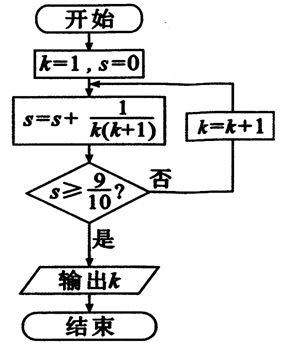 开始
k=1,s=0
s=s+ 1/k(k+1)
k=k+1
s≥9/10?
否
是
输出k
结束